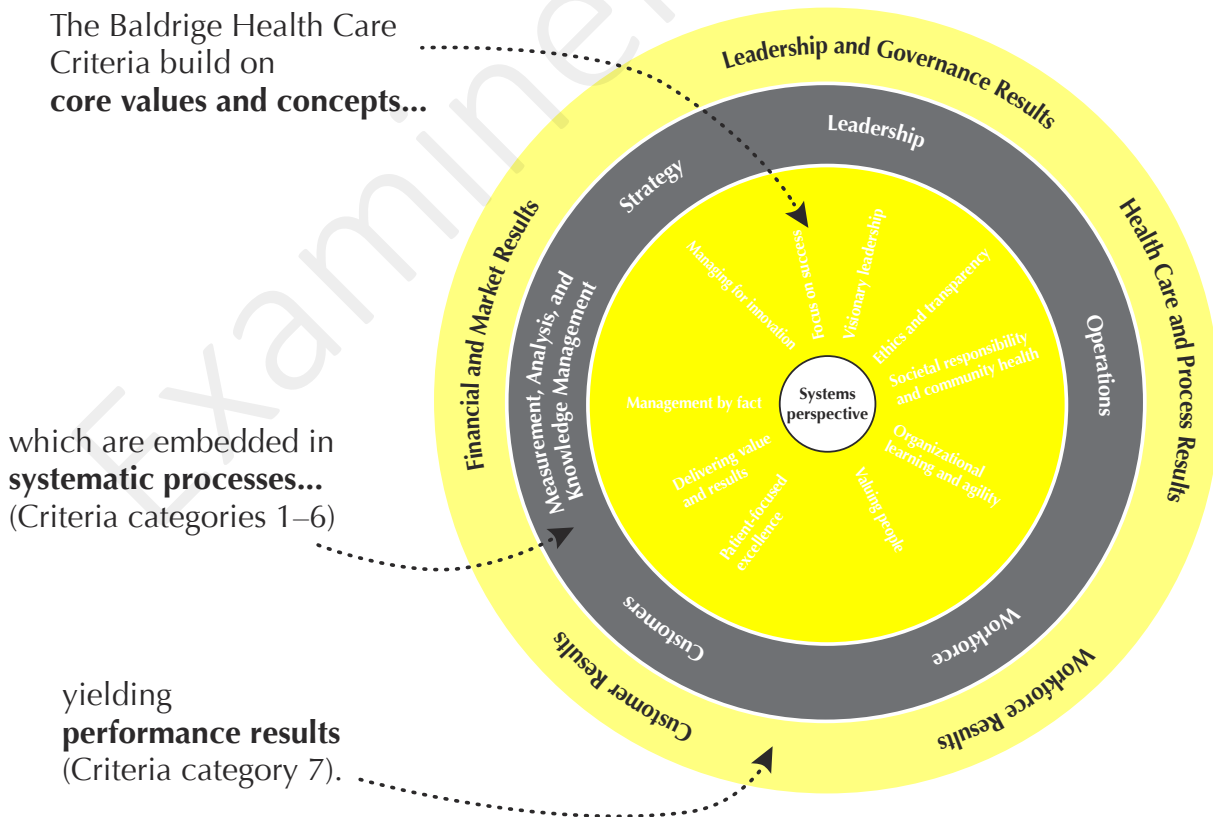 The Baldrige Health Care
Criteria build on
core values and concepts...
which are embedded in
systematic processes...
(Criteria categories 1–6)
yielding
performance results
(Criteria category 7).
Leadership and Governance Results
Health Care and Process Results
Workforce Results
Customer Results
Financial and Market Results
Leadership
Operations
Workforce
Customers
Measurement, Analysis, and
Knowledge Management
Strategy
Focus on success
Visionary leadership
Ethics and transparency
Societal responsibility
and community health
Organizational
learning and agility
Valuing people
Patient-focused
excellence
Delivering value
and results
Management by fact
Managing for innovation
Systems
perspective
Examine